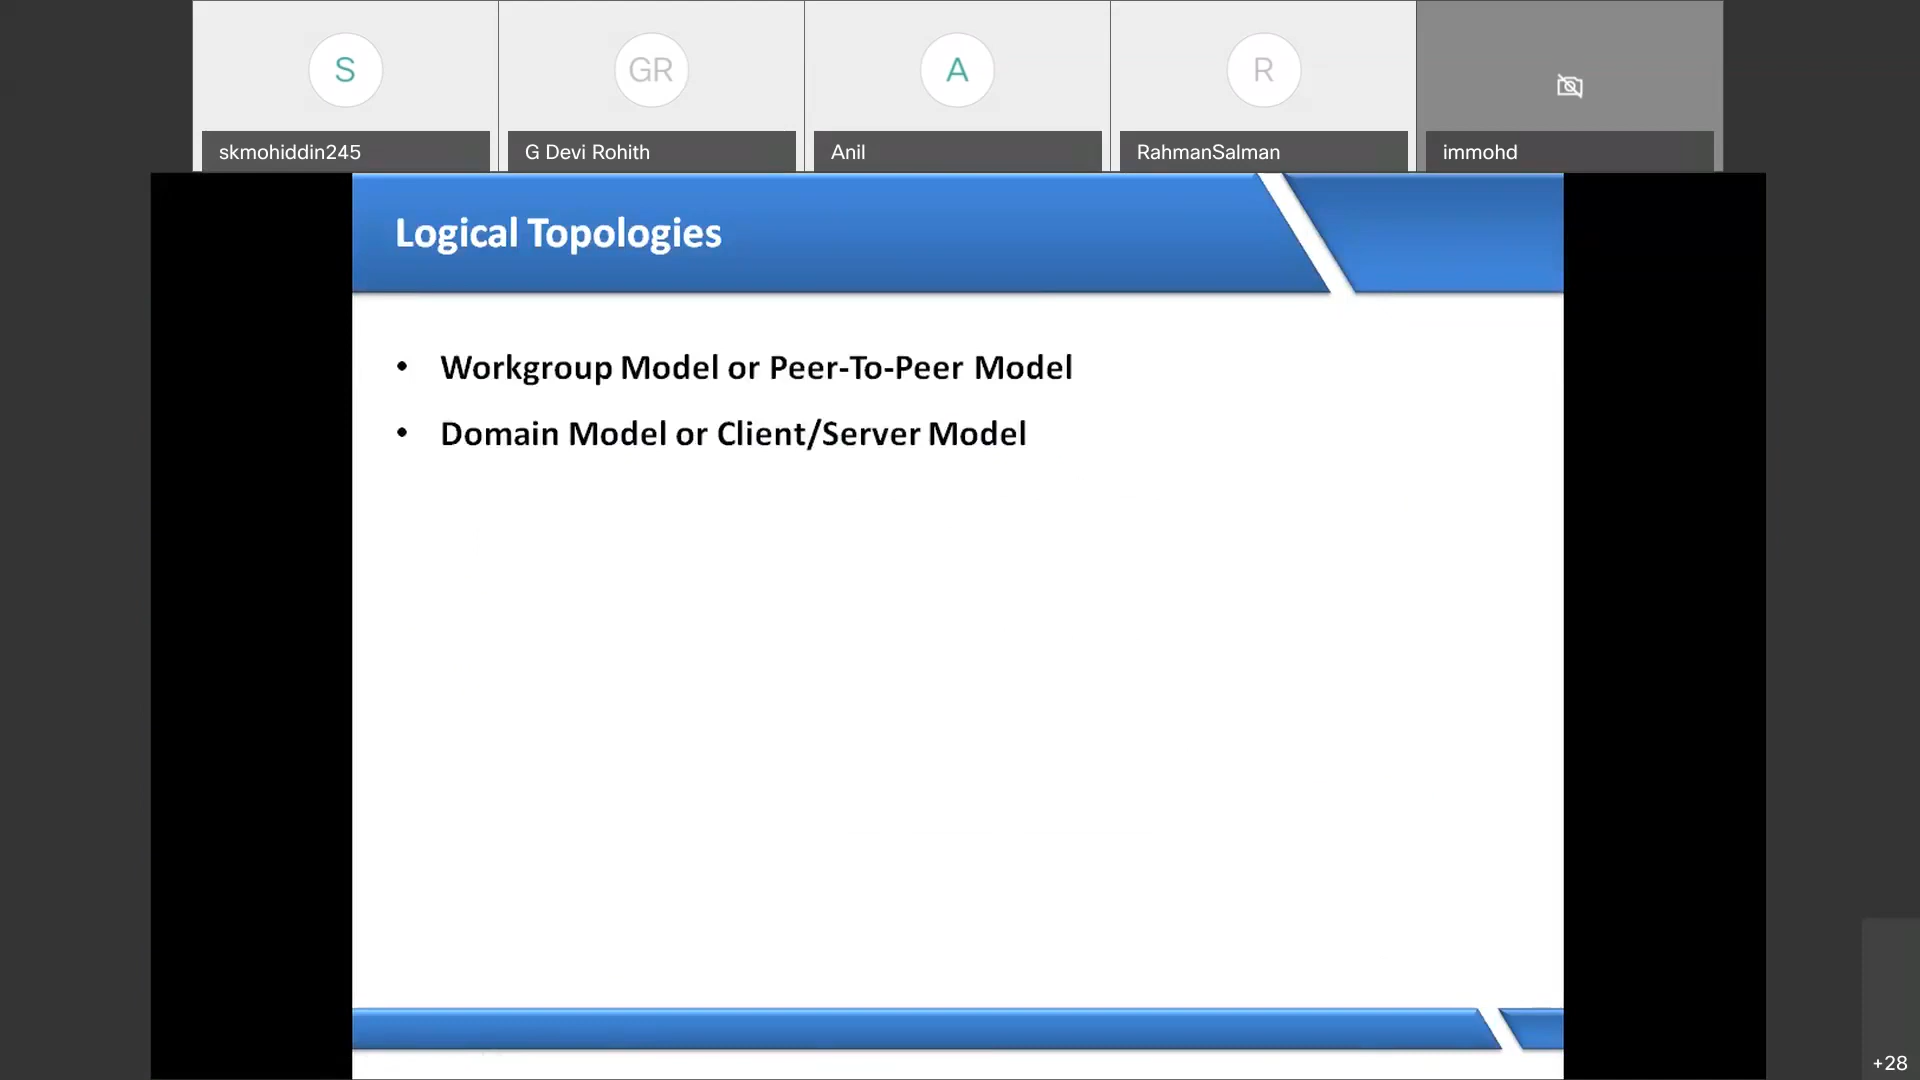 S
GR
A
R
skmohiddin245
G Devi Rohith
Anil
RahmanSalman
immohd
Logical Topologies
• Workgroup Model or Peer-To-Peer Model
• Domain Model or Client/Server Model
+28